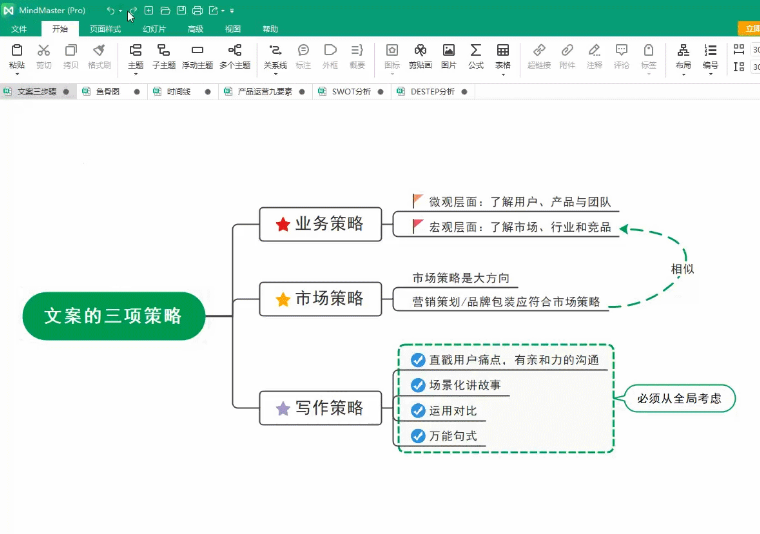 MindMaster (Pro)
文件 开始 页面样式 幻灯片 高级 视图 帮助
粘贴 剪切 拷贝 格式刷 主题 子主题 浮动主题 多个主题 关系线 标注 外框 概要 图标 剪贴画 图片 公式 表格 超链接 附件 注释 评论 标签 布局 编号
30
30
文案三步骤 鱼骨图 时间线 产品运营九要素 SWOT分析 DESTEP分析
文案的三项策略
业务策略
微观层面：了解用户、产品与团队
宏观层面：了解市场、行业和竞品
相似
市场策略
市场策略是大方向
营销策划/品牌包装应符合市场策略
写作策略
直戳用户痛点，有亲和力的沟通
场景化讲故事
运用对比
万能句式
必须从全局考虑